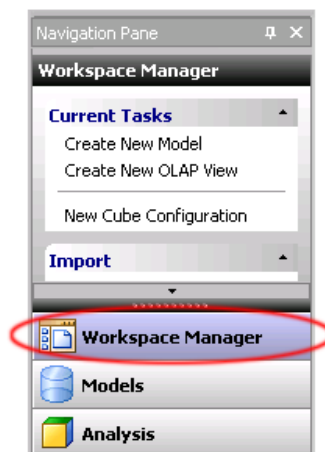 Navigation Pane
Workspace Manager
Current Tasks
Create New Model
Create New OLAP View
New Cube Configuration
Import
Workspace Manager
Models
Analysis